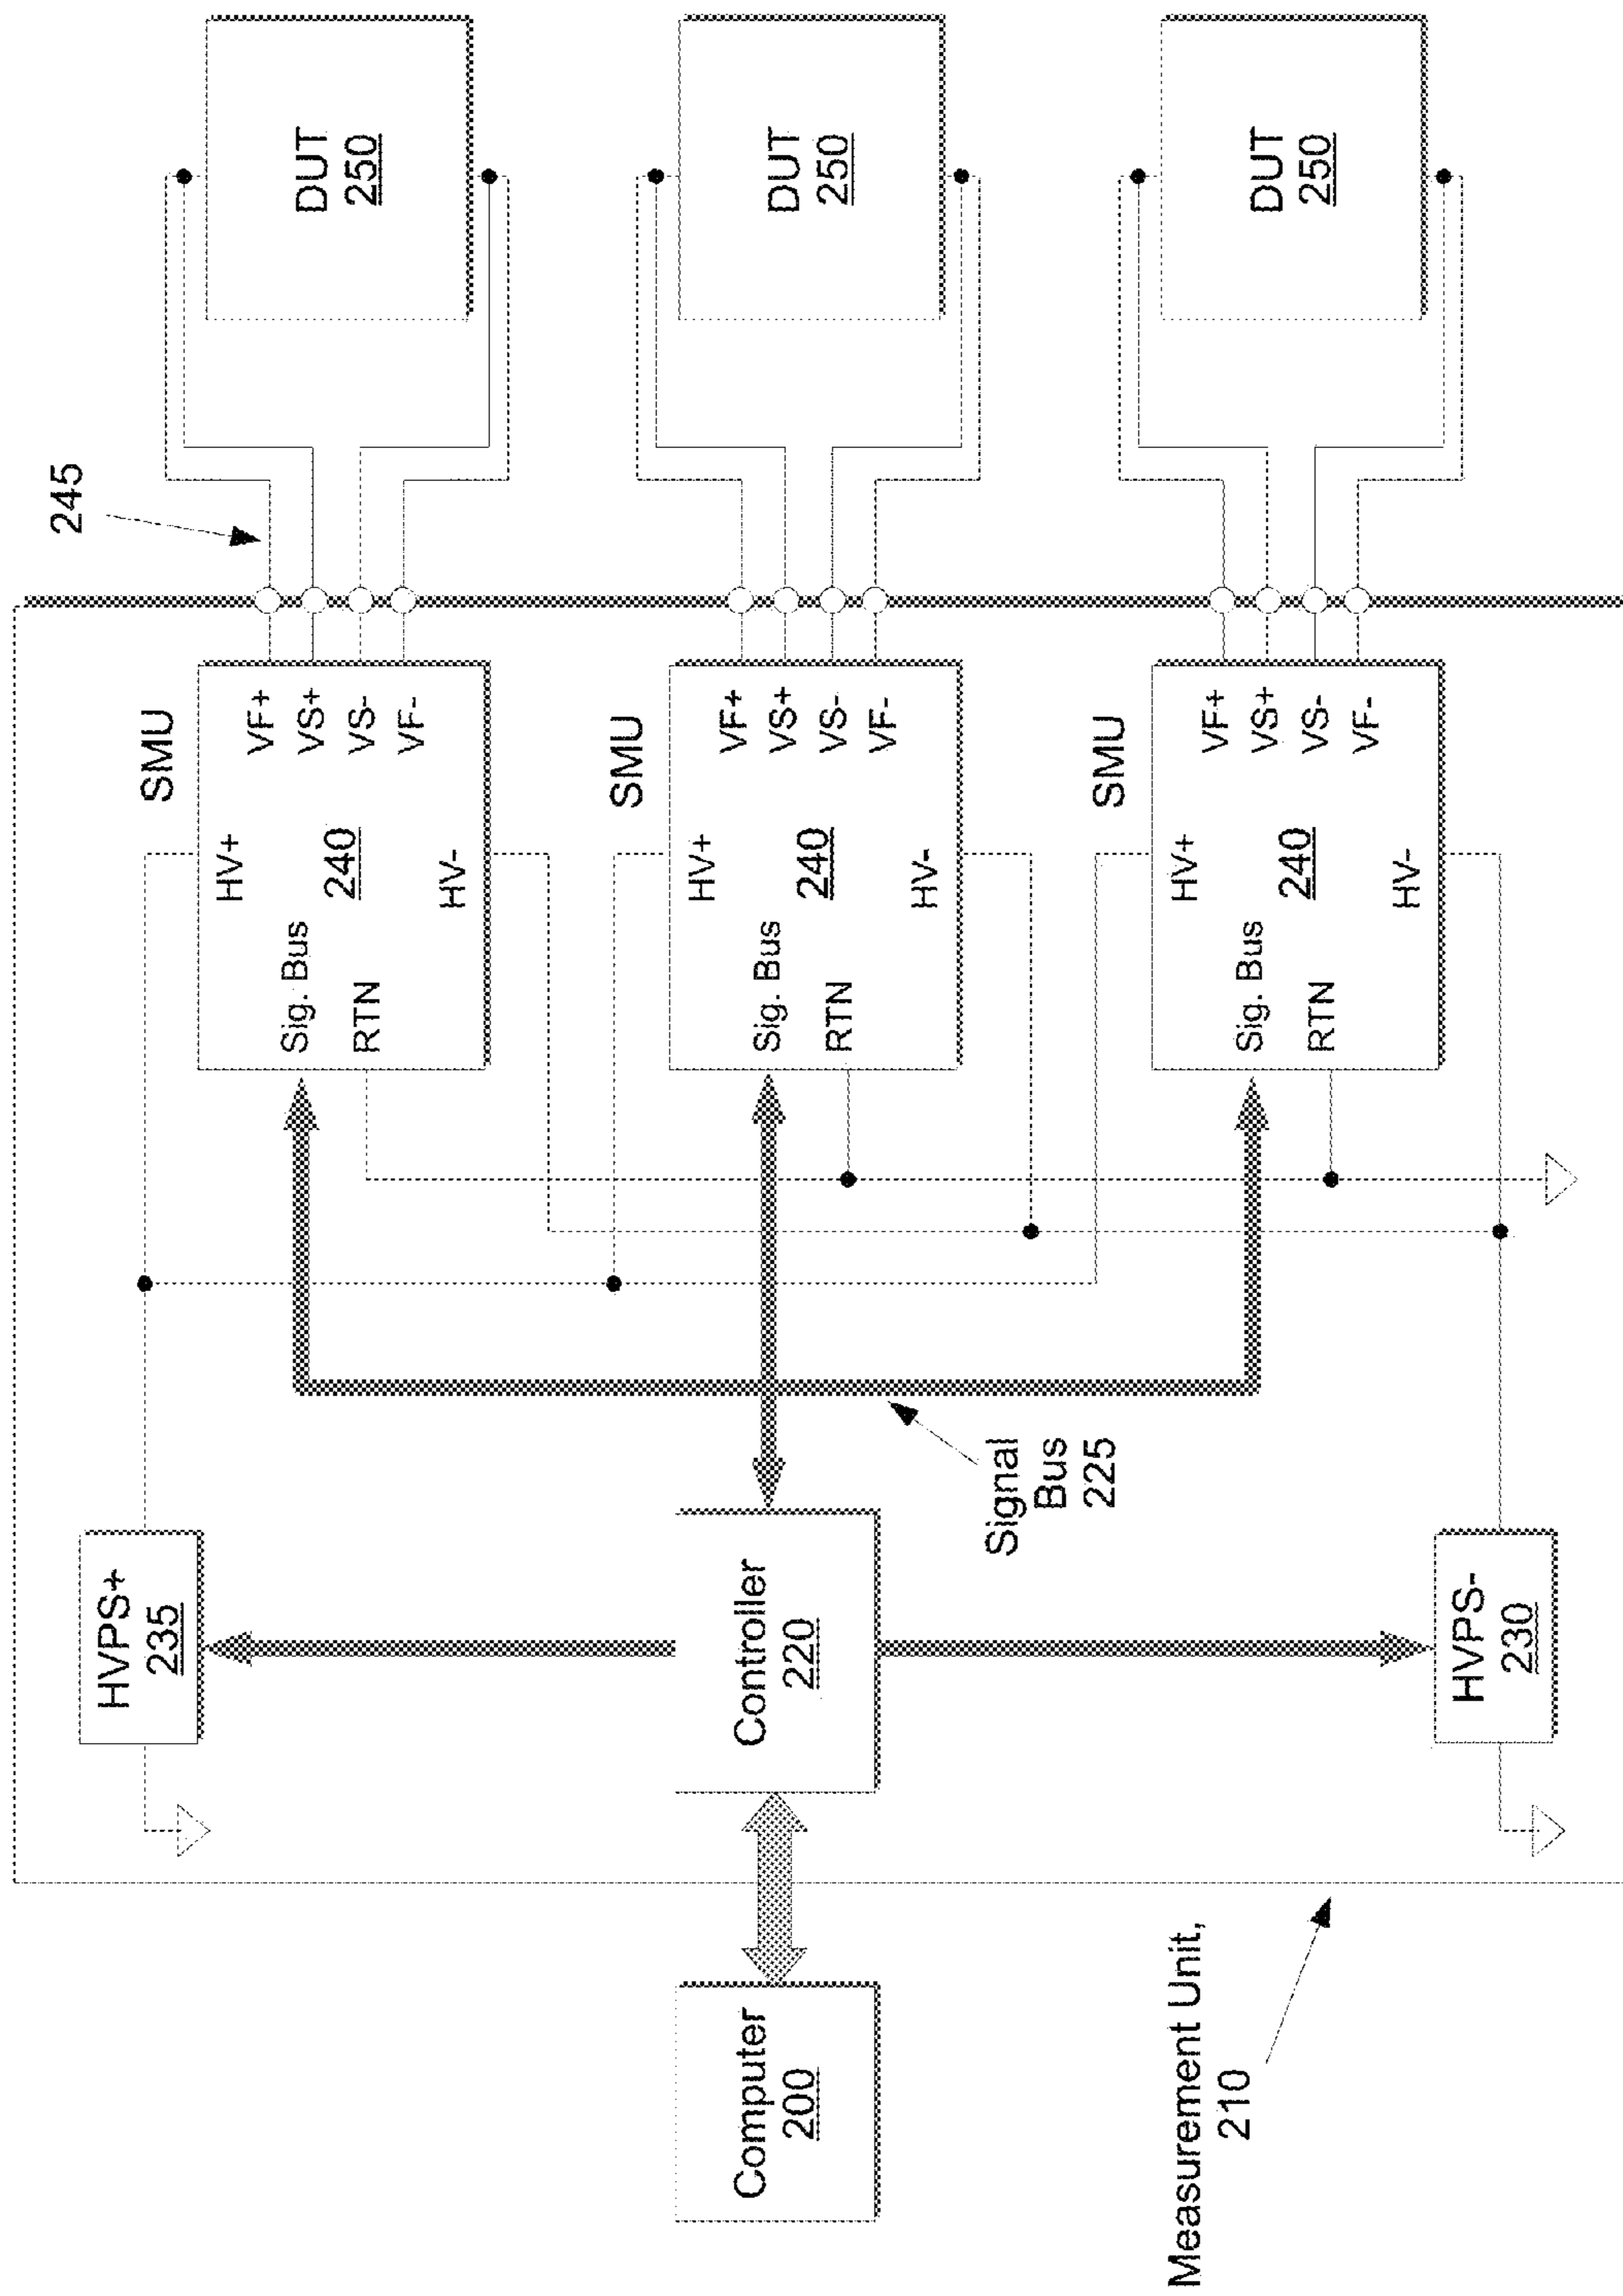 Computer
200
Measurement Unit,
210
HVPS+
235
Controller
220
HVPS-
230
Signal
Bus
225
SMU
HV+
VF+
VS+
VS-
VF-
240
Sig. Bus
RTN
HV-
SMU
HV+
VF+
VS+
VS-
VF-
240
Sig. Bus
RTN
HV-
SMU
HV+
VF+
VS+
VS-
VF-
240
Sig. Bus
RTN
HV-
245
DUT
250
DUT
250
DUT
250